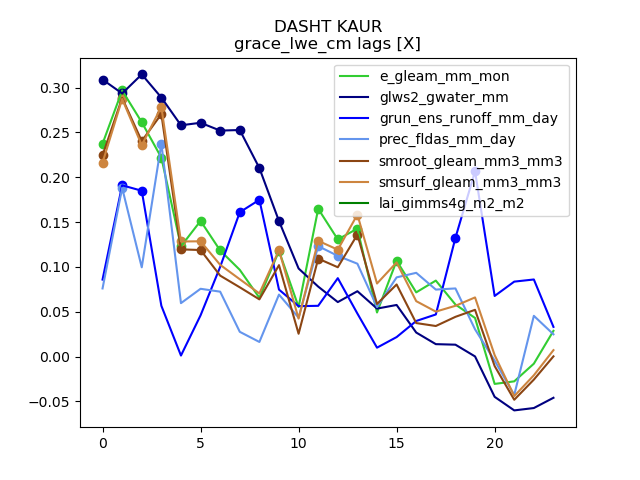 DASHT KAUR
grace_lwe_cm lags [X]
e_gleam_mm_mon
glws2_gwater_mm
grun_ens_runoff_mm_day
prec_fldas_mm_day
smroot_gleam_mm3_mm3
smsurf_gleam_mm3_mm3
lai_gimms4g_m2_m2
0.30
0.25
0.20
0.15
0.10
0.05
0.00
−0.05
0 5 10 15 20